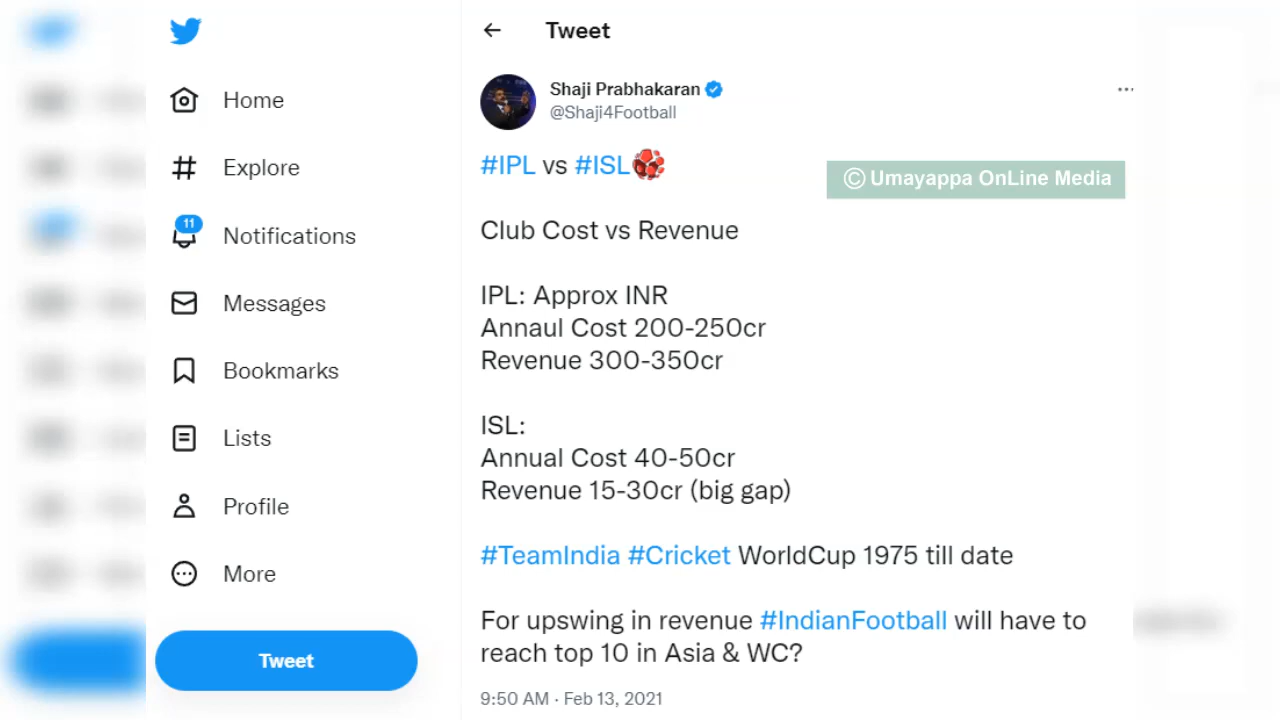 Tweet
Home
Explore
11
Notifications
Messages
Bookmarks
Lists
Profile
More
Tweet
Shaji Prabhakaran
@Shaji4Football
#IPL vs #ISL
© Umayappa OnLine Media
Club Cost vs Revenue
IPL: Approx INR
Annaul Cost 200-250cr
Revenue 300-350cr
ISL:
Annual Cost 40-50cr
Revenue 15-30cr (big gap)
#TeamIndia #Cricket WorldCup 1975 till date
For upswing in revenue #IndianFootball will have to
reach top 10 in Asia & WC?
9:50 AM · Feb 13, 2021